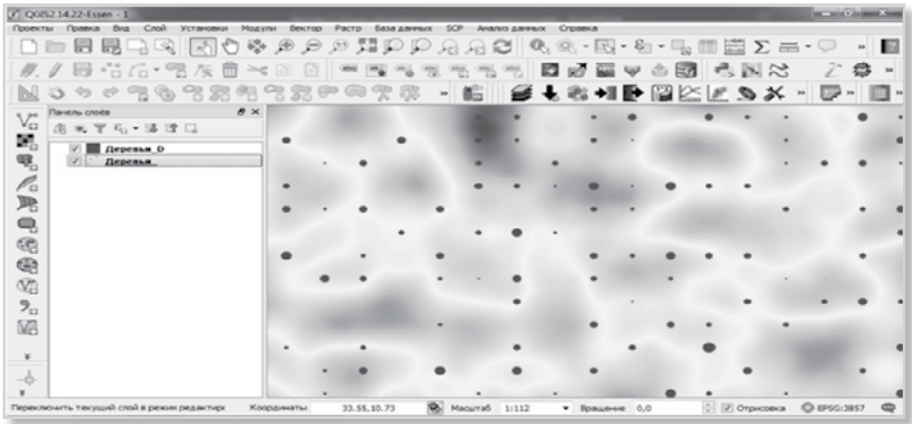 QGIS2.14.22-Essen - 1
Проекты Правка Вид Слой Установки Модули Вектор Растр База данных SCP Анализ данных Справка
Панель слоёв
Деревья_D
Деревья_
Переключить текущий слой в режим редактирк Координаты 33.55,10.73 Масштаб 1:112 Вращение 0,0 Отрисовка EPSG:3857